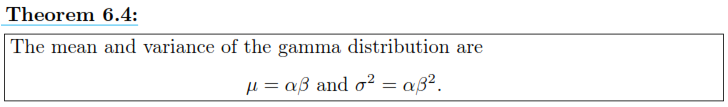 Theorem 6.4:
The mean and variance of the gamma distribution are
μ = αβ and σ² = αβ².